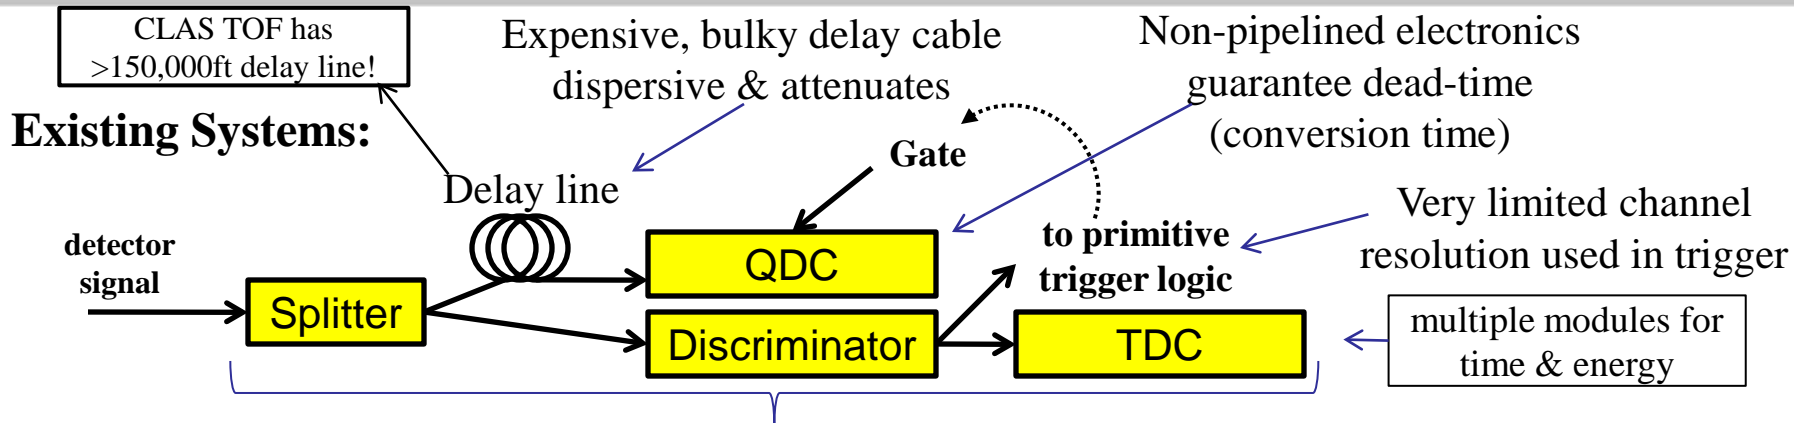 CLAS TOF has
>150,000ft delay line!
Expensive, bulky delay cable
dispersive & attenuates
Non-pipelined electronics
guarantee dead-time
(conversion time)
Existing Systems:
Gate
Delay line
Very limited channel
resolution used in trigger
detector
signal
to primitive
trigger logic
QDC
Splitter
Discriminator
TDC
multiple modules for
time & energy